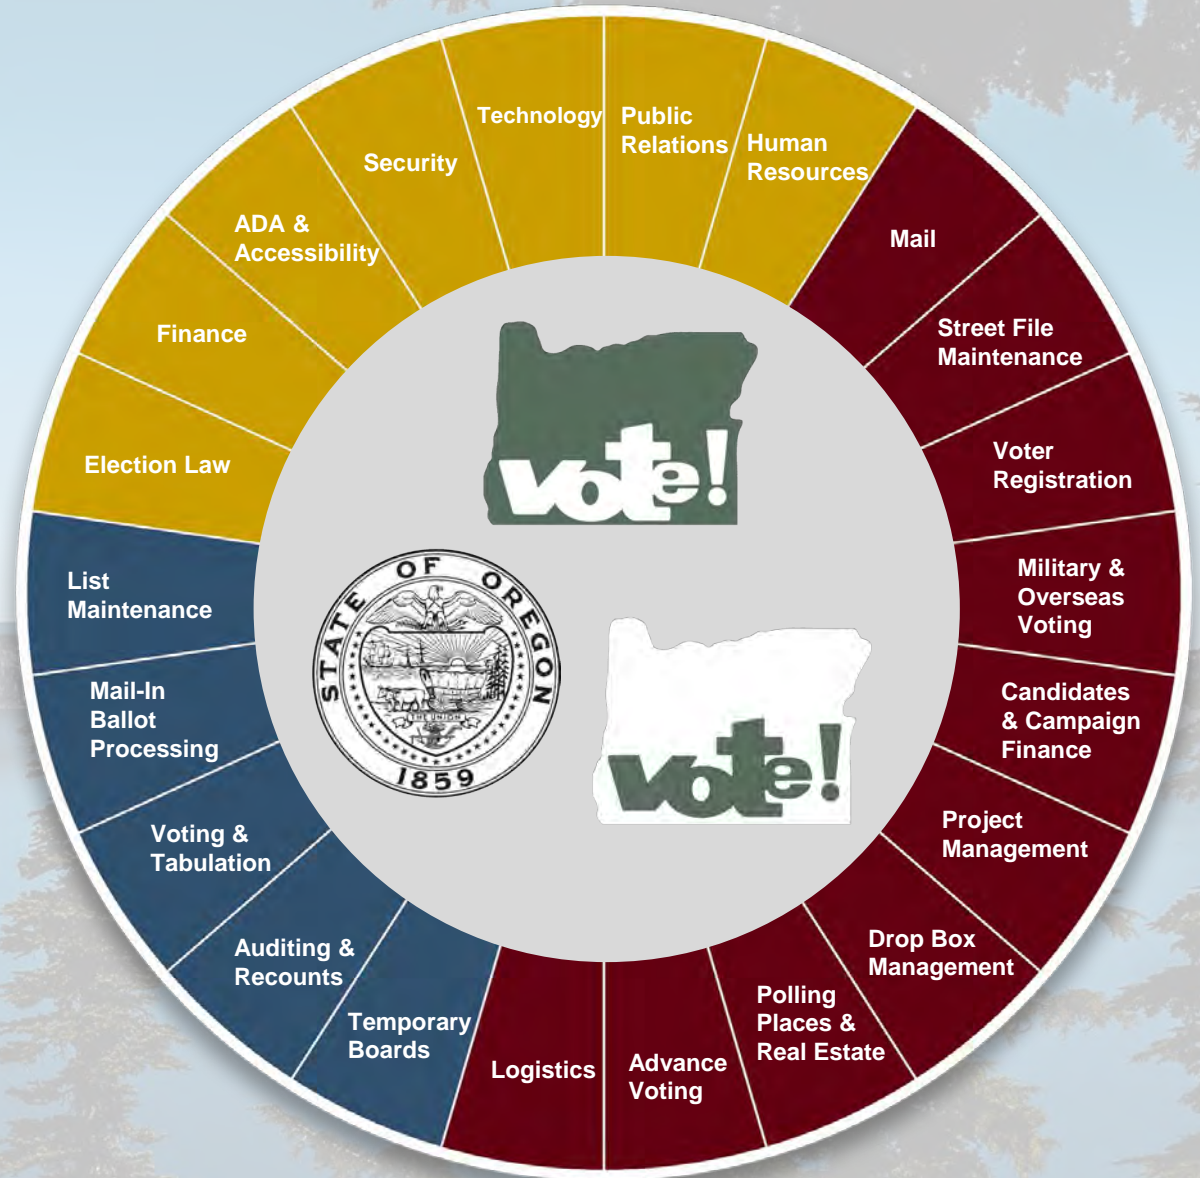 Technology
Public
Relations
Human
Resources
Mail
Street File
Maintenance
Voter
Registration
Military &
Overseas
Voting
Candidates
& Campaign
Finance
Project
Management
Drop Box
Management
Polling
Places &
Real Estate
Advance
Voting
Logistics
Temporary
Boards
Auditing &
Recounts
Voting &
Tabulation
Mail-In
Ballot
Processing
List
Maintenance
Election Law
Finance
ADA &
Accessibility
Security
vote!
STATE OF OREGON
THE UNION
1859
vote!